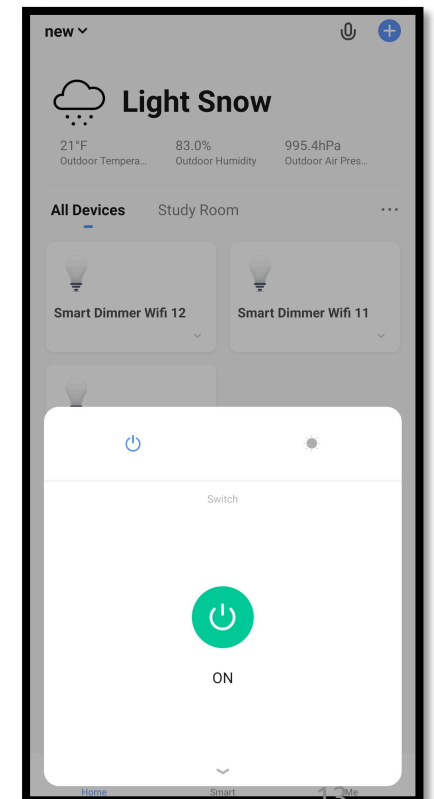 new
Light Snow
21°F 83.0% 995.4hPa
Outdoor Tempera... Outdoor Humidity Outdoor Air Pres...
All Devices Study Room
Smart Dimmer Wifi 12 Smart Dimmer Wifi 11
Switch
ON
Home Smart 13 Me